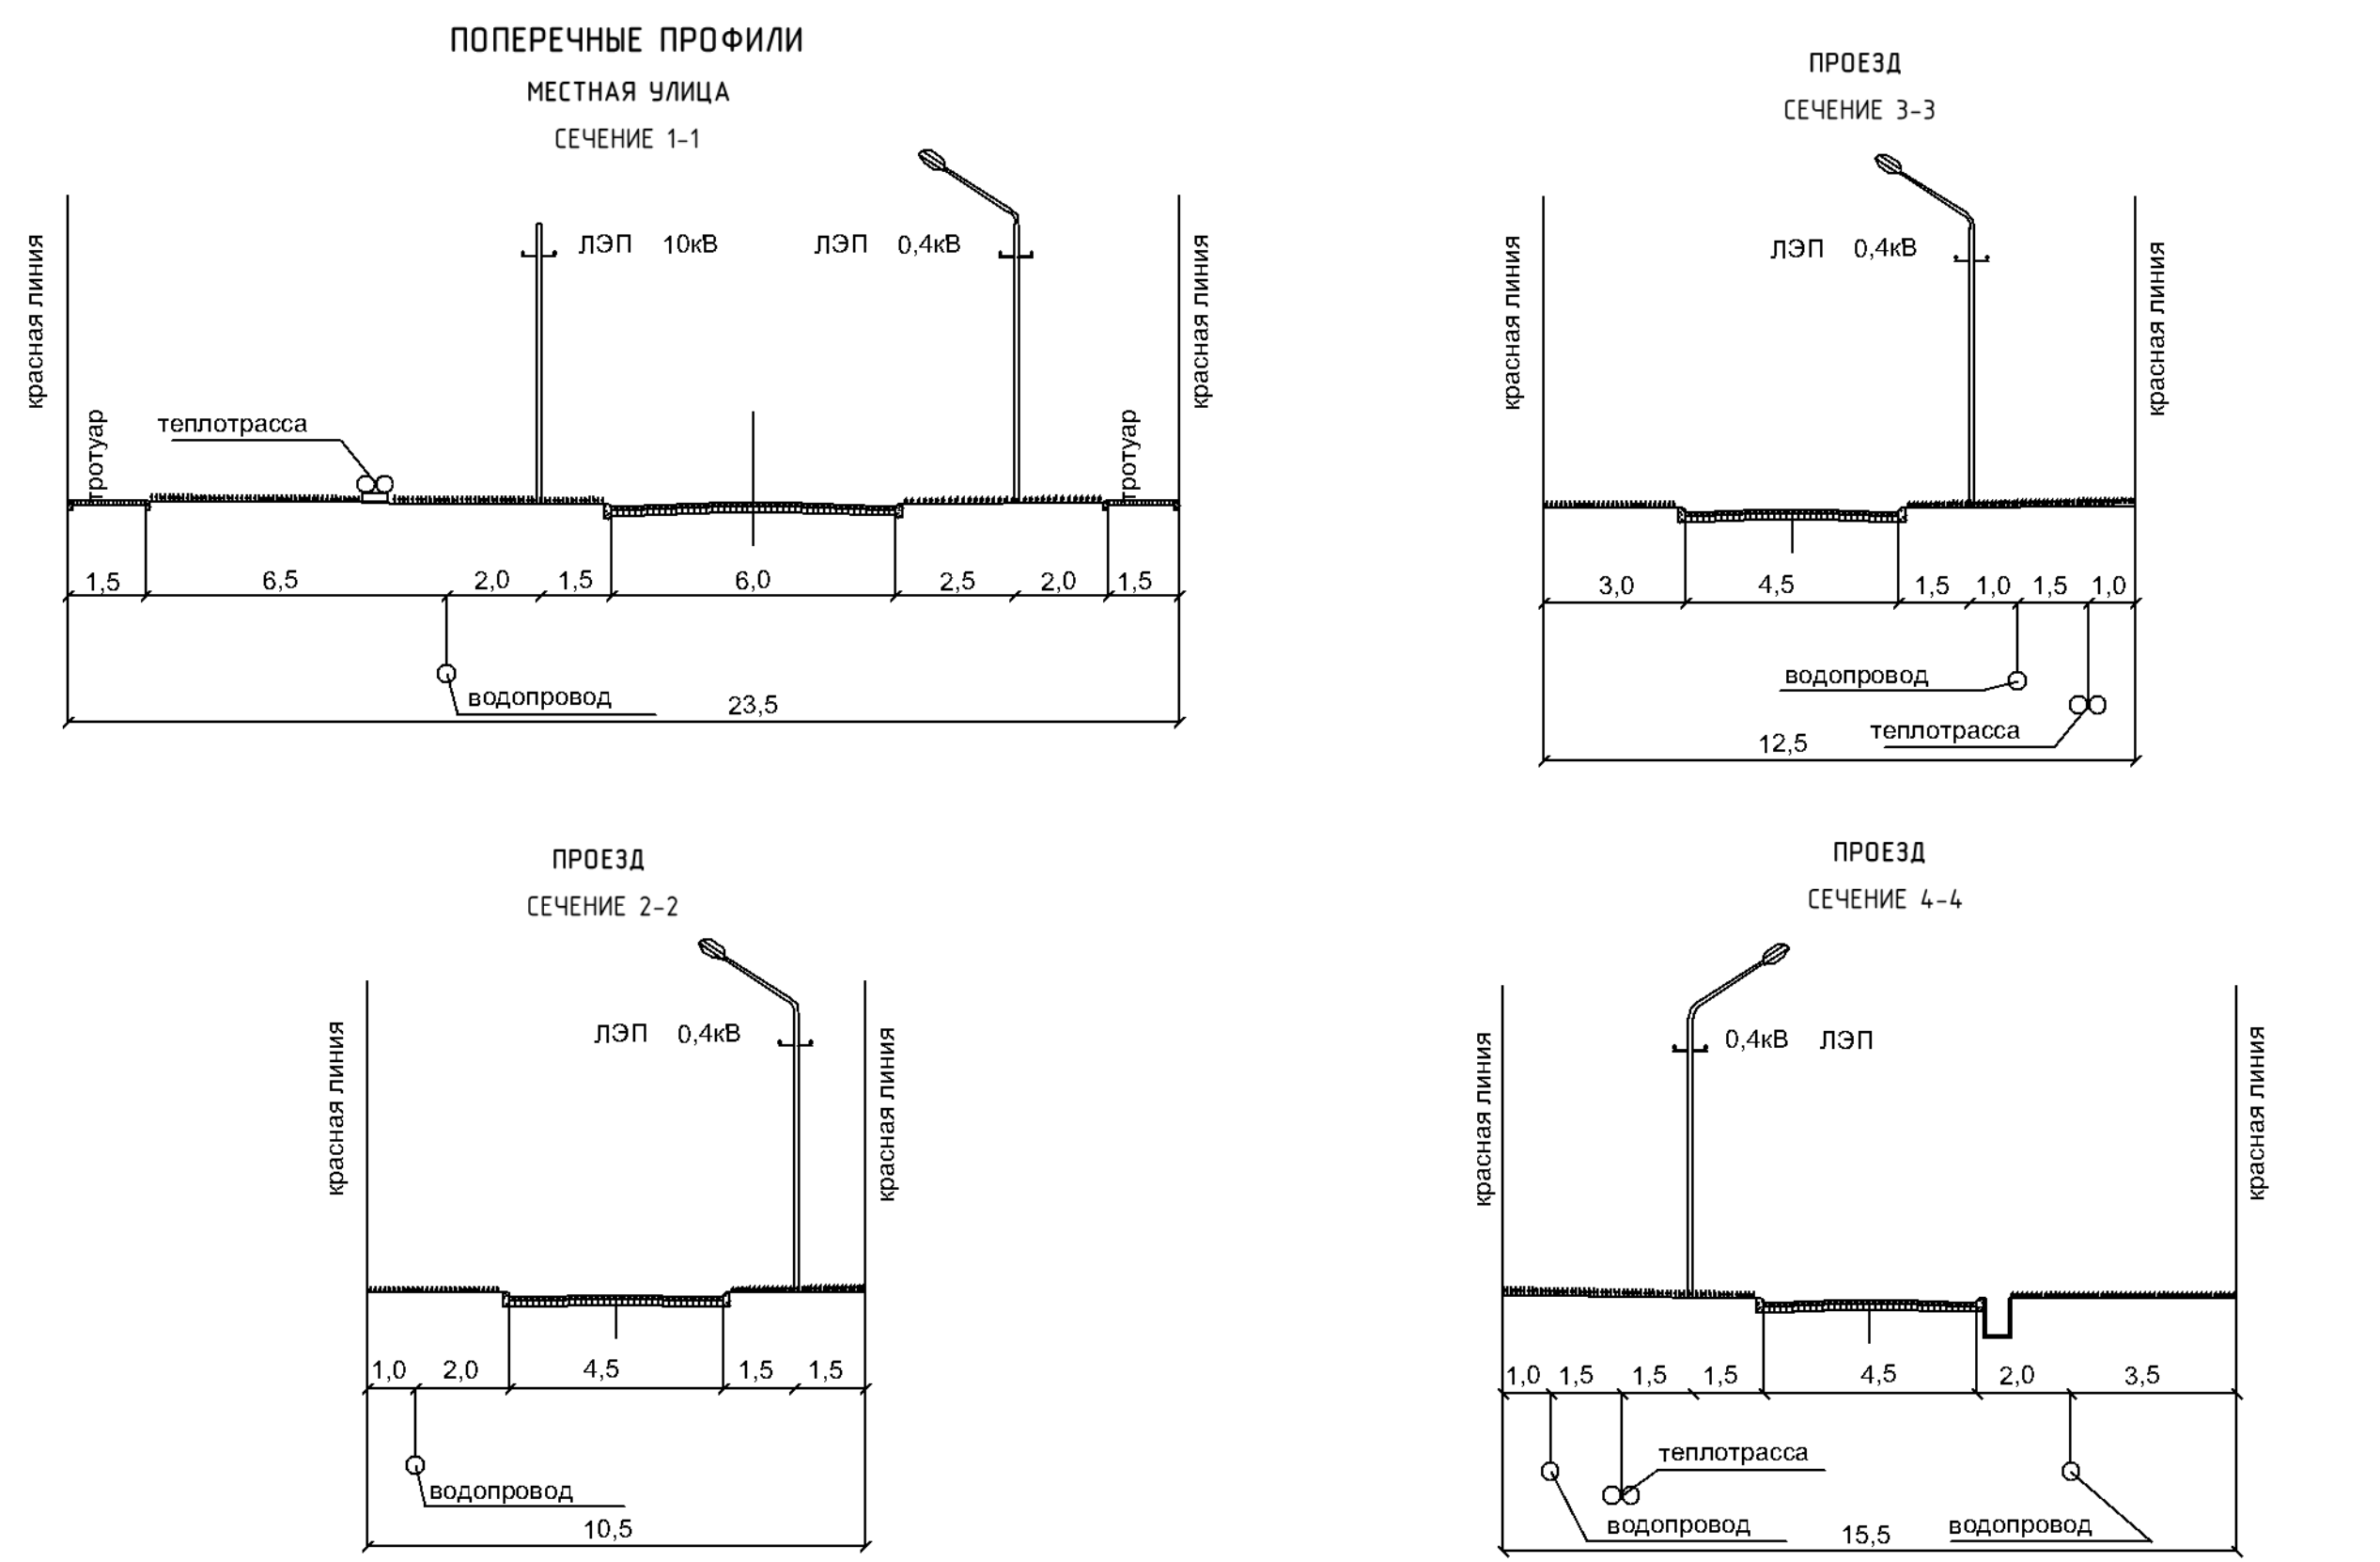 ПОПЕРЕЧНЫЕ ПРОФИЛИ
МЕСТНАЯ УЛИЦА
СЕЧЕНИЕ 1-1
красная линия
ЛЭП 10кВ
ЛЭП 0,4кВ
красная линия
тротуар
теплотрасса
тротуар
1,5 6,5 2,0 1,5 6,0 2,5 2,0 1,5
водопровод
23,5
ПРОЕЗД
СЕЧЕНИЕ 3-3
красная линия
ЛЭП 0,4кВ
красная линия
3,0 4,5 1,5 1,0 1,5 1,0
водопровод
теплотрасса
12,5
ПРОЕЗД
СЕЧЕНИЕ 2-2
красная линия
ЛЭП 0,4кВ
красная линия
1,0 2,0 4,5 1,5 1,5
водопровод
10,5
ПРОЕЗД
СЕЧЕНИЕ 4-4
красная линия
0,4кВ ЛЭП
красная линия
1,0 1,5 1,5 1,5 4,5 2,0 3,5
теплотрасса
водопровод
водопровод
15,5